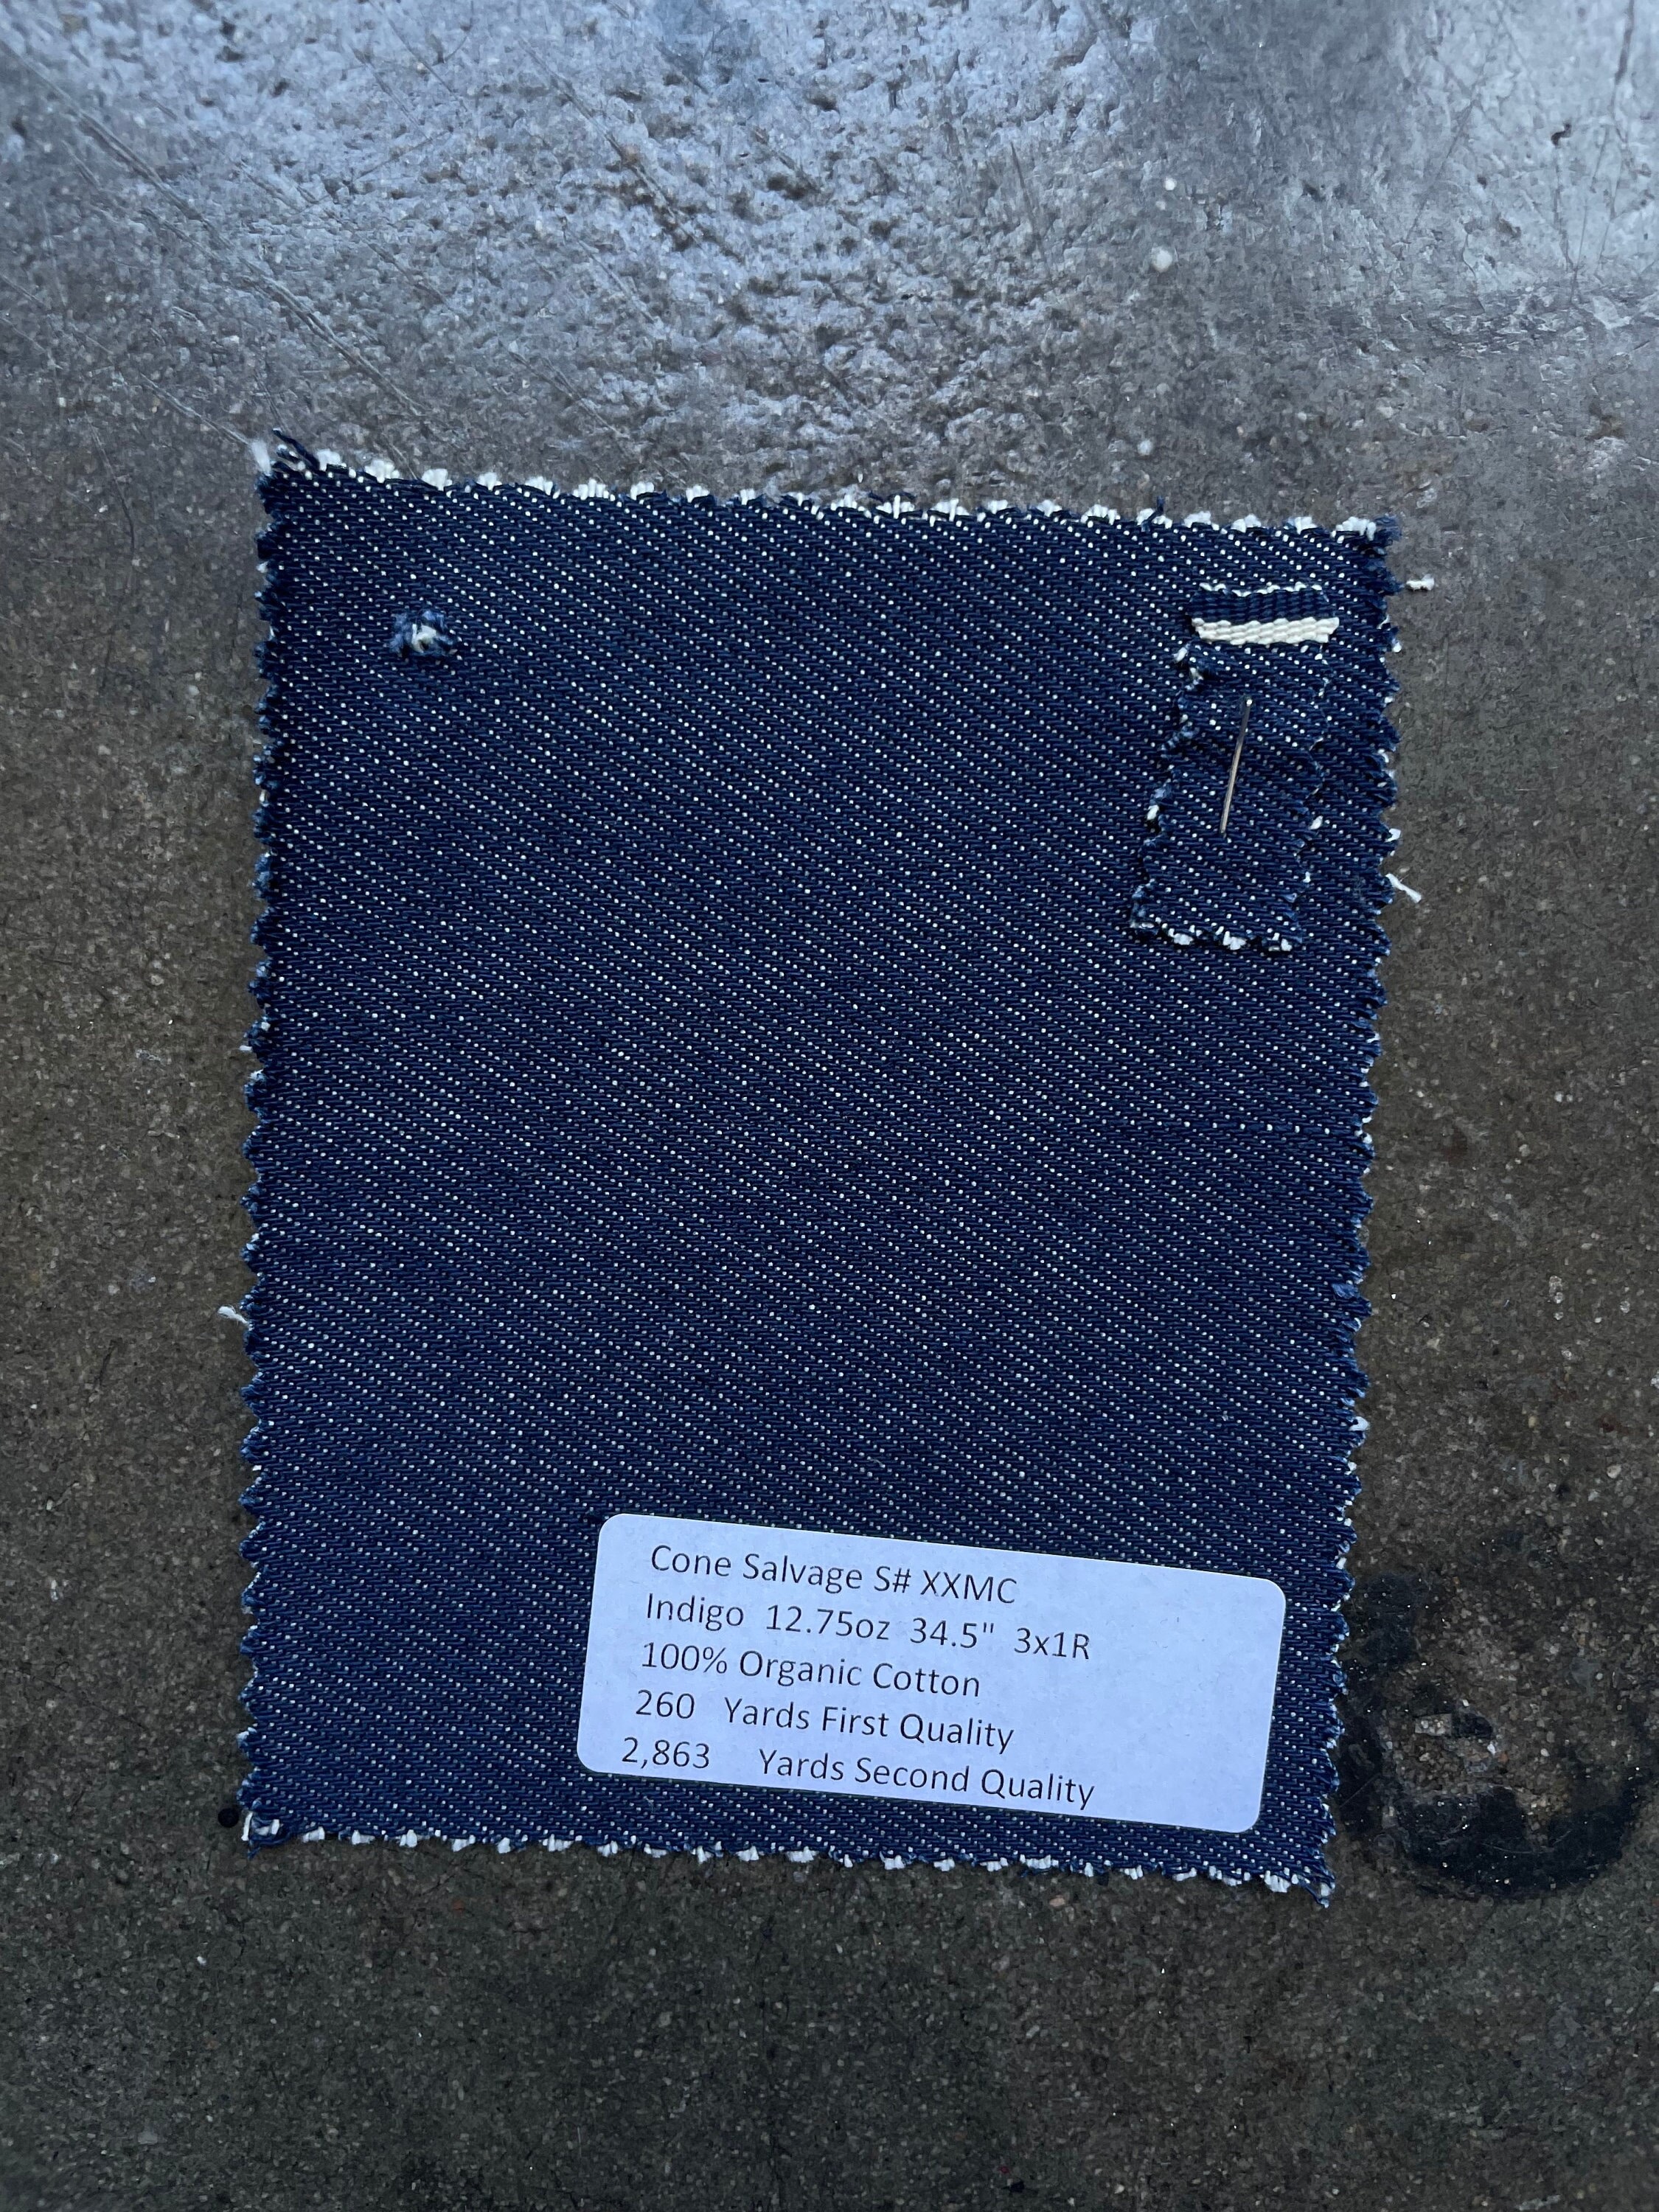 Cone Salvage S# XXMC
Indigo 12.75oz 34.5" 3x1R
100% Organic Cotton
260 Yards First Quality
2,863 Yards Second Quality